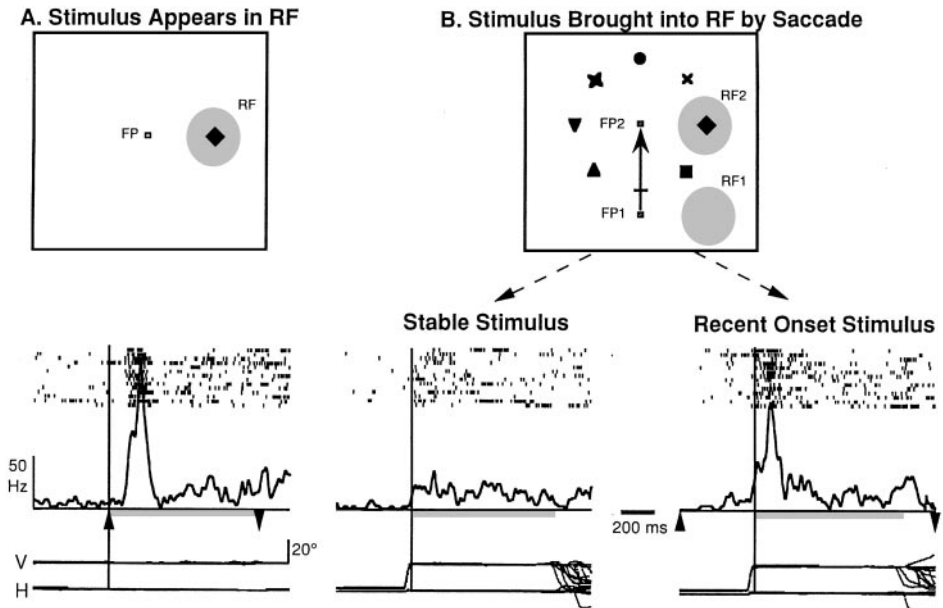 A. Stimulus Appears in RF
B. Stimulus Brought into RF by Saccade
RF
FP
RF2
FP2
RF1
FP1
Stable Stimulus
Recent Onset Stimulus
50
Hz
200 ms
20°
V
H